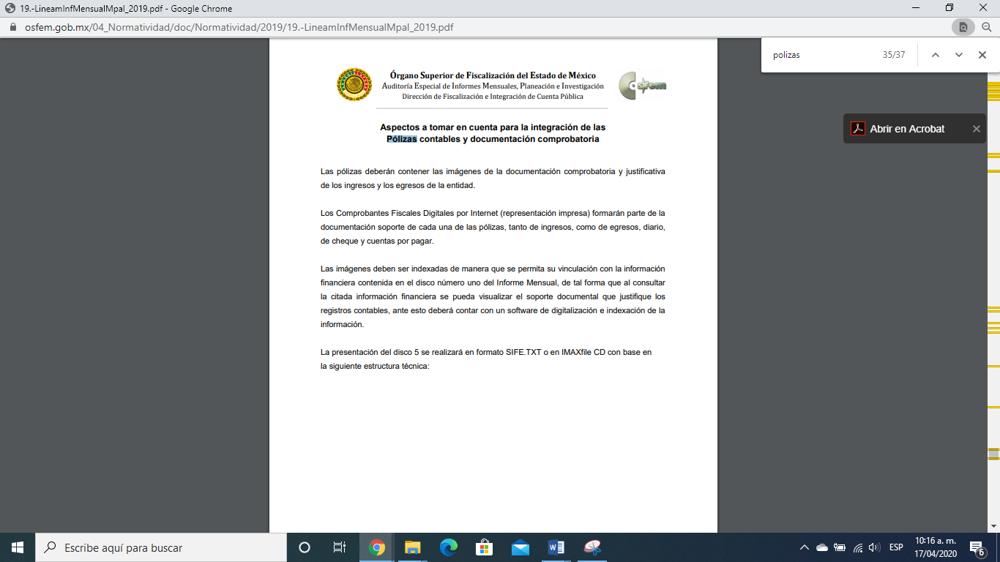 19.-LineamInfMensualMpal_2019.pdf - Google Chrome
osfem.gob.mx/04_Normatividad/doc/Normatividad/2019/19.-LineamInfMensualMpal_2019.pdf
polizas 35/37
Órgano Superior de Fiscalización del Estado de México
Auditoría Especial de Informes Mensuales, Planeación e Investigación
Dirección de Fiscalización e Integración de Cuenta Pública
osfem
Abrir en Acrobat
Aspectos a tomar en cuenta para la integración de las
Pólizas contables y documentación comprobatoria
Las pólizas deberán contener las imágenes de la documentación comprobatoria y justificativa
de los ingresos y los egresos de la entidad.
Los Comprobantes Fiscales Digitales por Internet (representación impresa) formarán parte de la
documentación soporte de cada una de las pólizas, tanto de ingresos, como de egresos, diario,
de cheque y cuentas por pagar.
Las imágenes deben ser indexadas de manera que se permita su vinculación con la información
financiera contenida en el disco número uno del Informe Mensual, de tal forma que al consultar
la citada información financiera se pueda visualizar el soporte documental que justifique los
registros contables, ante esto deberá contar con un software de digitalización e indexación de la
información.
La presentación del disco 5 se realizará en formato SIFE.TXT o en IMAXfile CD con base en
la siguiente estructura técnica:
Escribe aquí para buscar
ESP
10:16 a. m.
17/04/2020
6